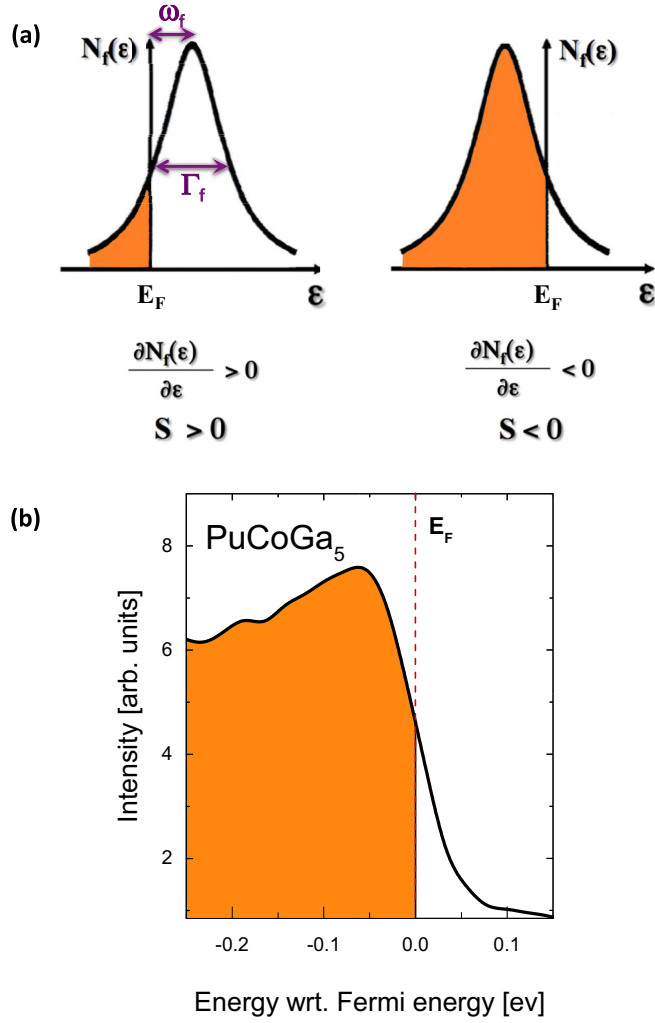 (a)
ω_f
N_f(ε)
N_f(ε)
Γ_f
E_F
ε
E_F
ε
∂N_f(ε)/∂ε > 0
∂N_f(ε)/∂ε < 0
S > 0
S < 0
(b)
PuCoGa₅
E_F
8
6
4
2
Intensity [arb. units]
-0.2 -0.1 0.0 0.1
Energy wrt. Fermi energy [ev]